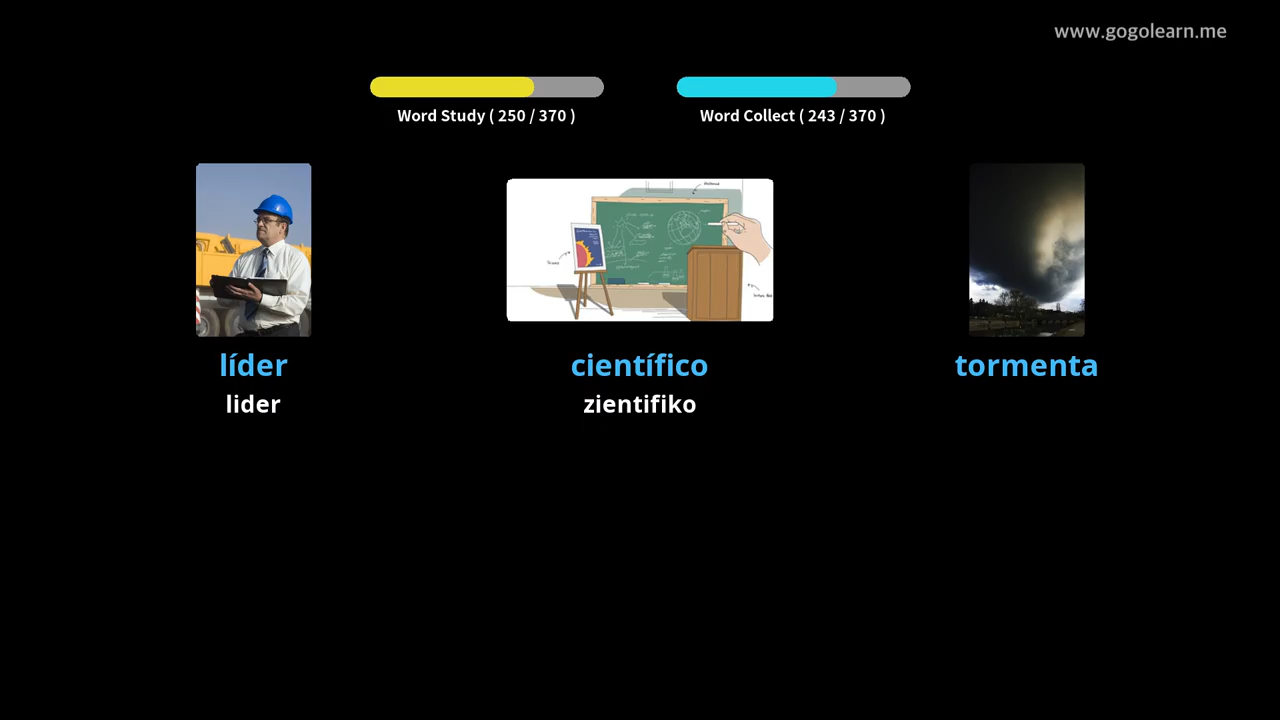 www.gogolearn.me
Word Study ( 250 / 370 )
Word Collect ( 243 / 370 )
líder
científico
tormenta
lider
zientifiko